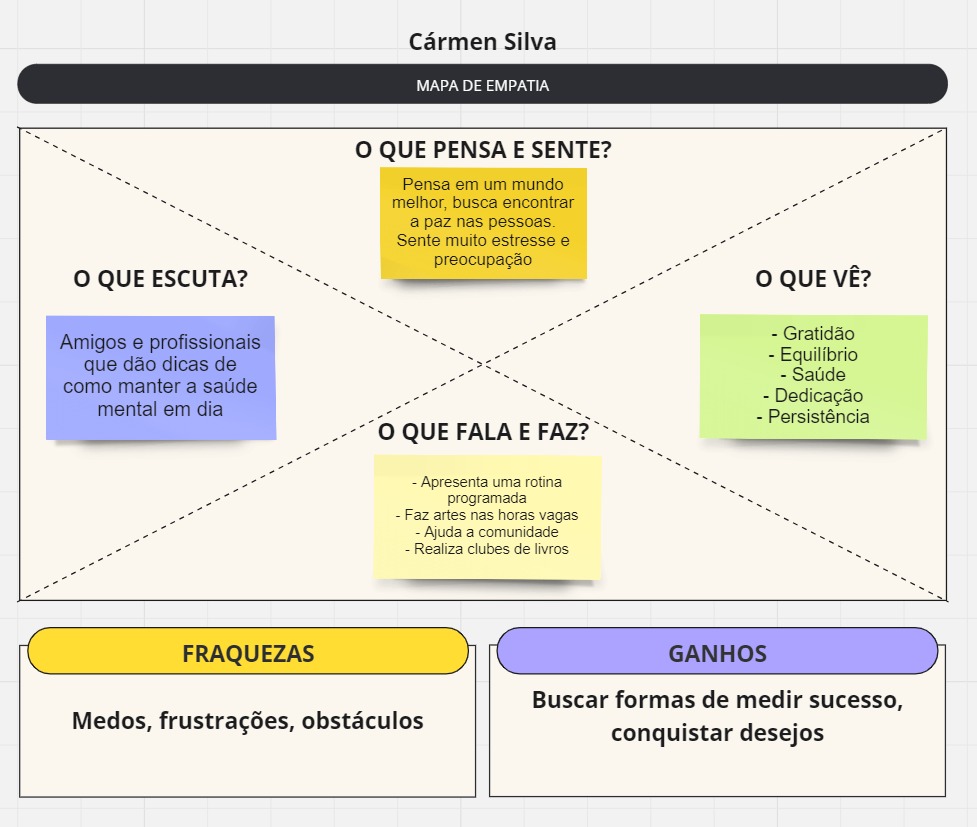 Cármen Silva
MAPA DE EMPATIA
O QUE PENSA E SENTE?
Pensa em um mundo
melhor, busca encontrar
a paz nas pessoas.
Sente muito estresse e
preocupação
O QUE ESCUTA?
Amigos e profissionais
que dão dicas de
como manter a saúde
mental em dia
O QUE VÊ?
- Gratidão
- Equilíbrio
- Saúde
- Dedicação
- Persistência
O QUE FALA E FAZ?
- Apresenta uma rotina
programada
- Faz artes nas horas vagas
- Ajuda a comunidade
- Realiza clubes de livros
FRAQUEZAS
Medos, frustrações, obstáculos
GANHOS
Buscar formas de medir sucesso,
conquistar desejos